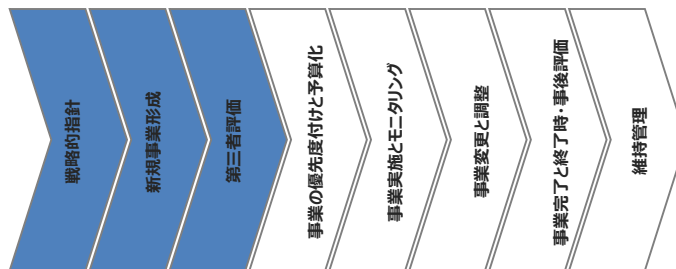 戦略的指針
新規事業形成
第三者評価
事業の優先度付けと予算化
事業実施とモニタリング
事業変更と調整
事業完了と終了時・事後評価
維持管理